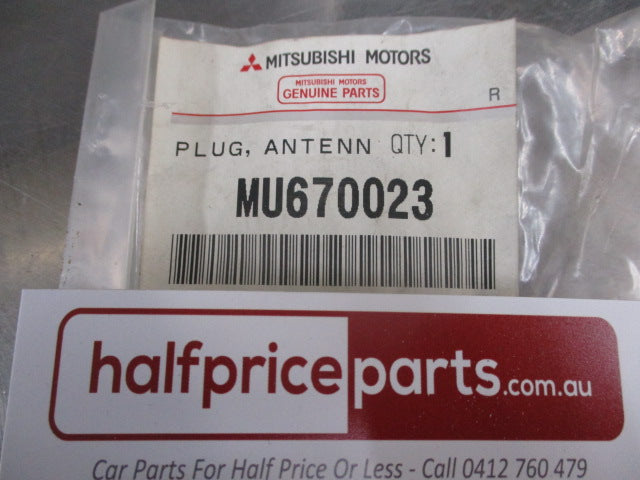 MITSUBISHI MOTORS
MITSUBISHI MOTORS
GENUINE PARTS
R
PLUG, ANTENN QTY:1
MU670023
halfpriceparts.com.au
Car Parts For Half Price Or Less - Call 0412 760 479